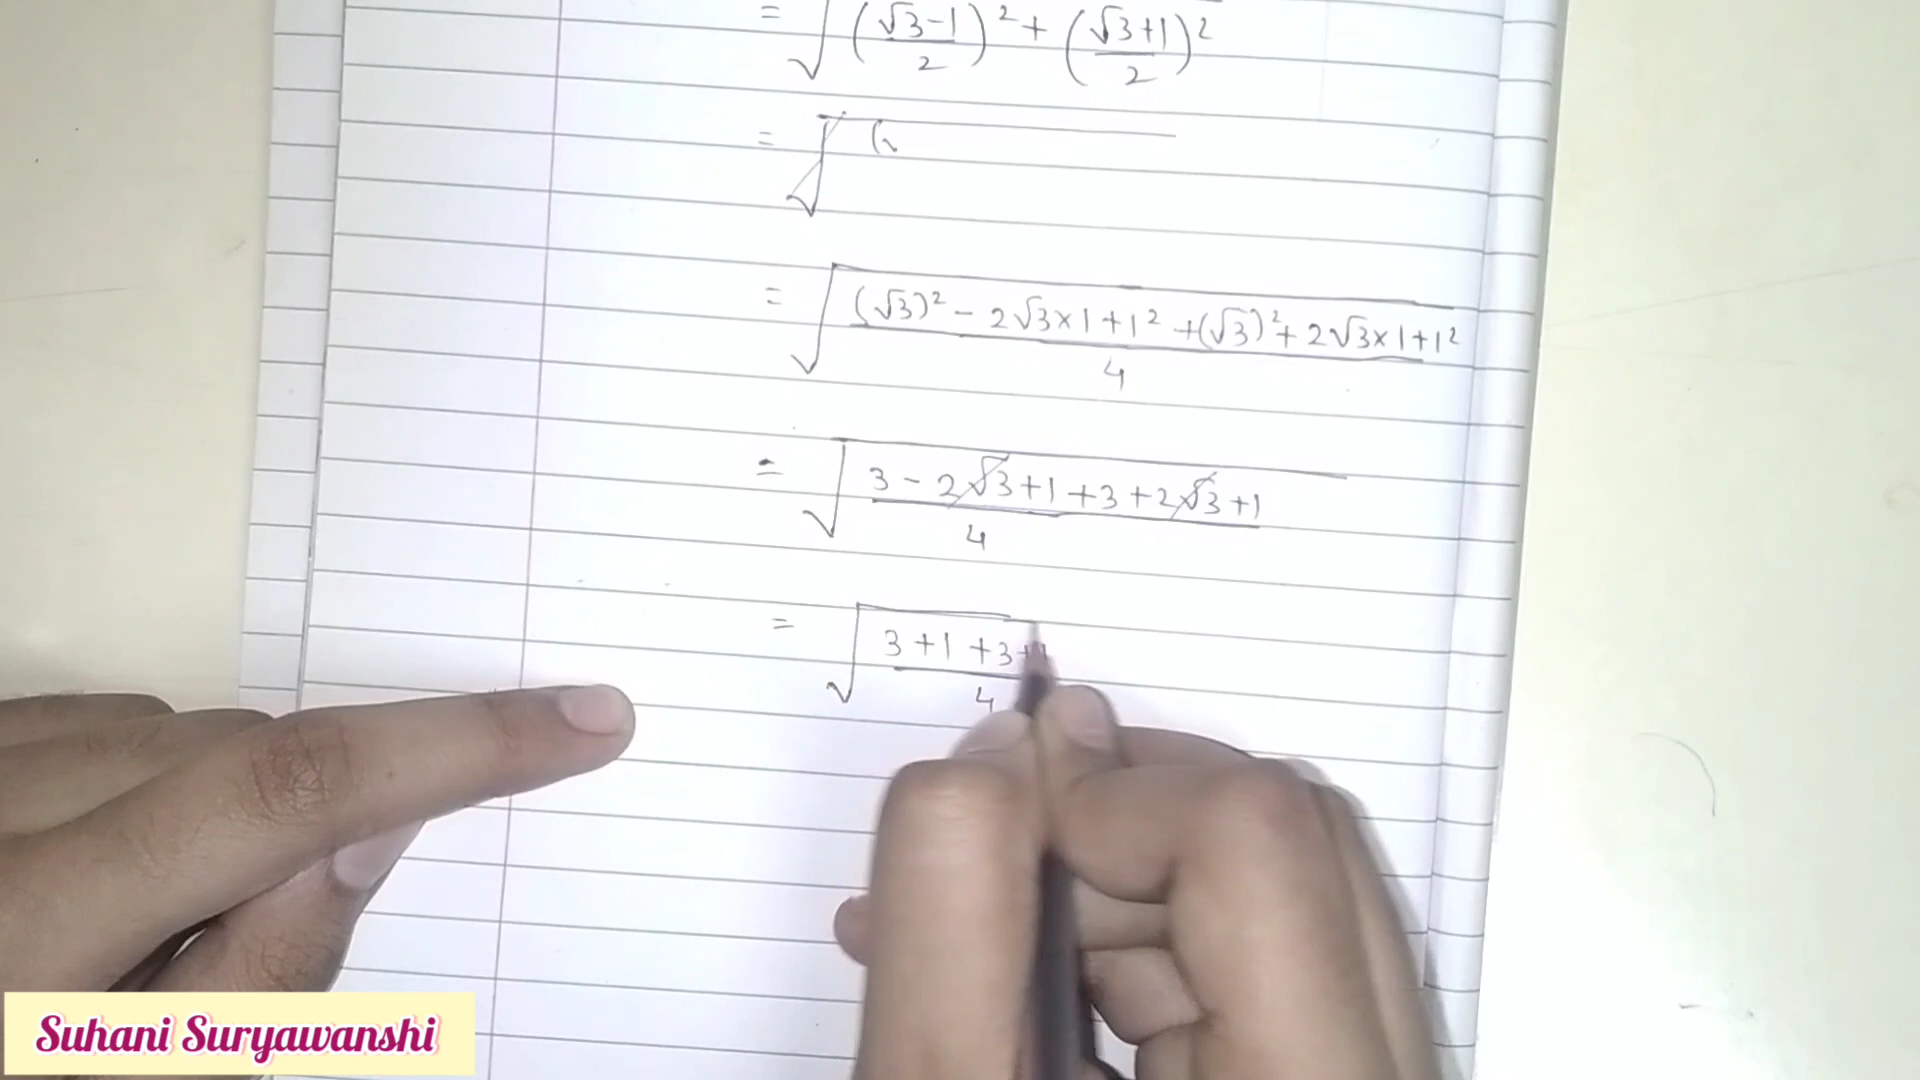 = √((√3-1)/2)² + ((√3+1)/2)²
= √(
= √((√3)² - 2√3×1+1² +(√3)²+ 2√3×1+1²)/4
= √(3 - 2√3+1+3+2√3+1)/4
= √(3+1+3+1)/4
Suhani Suryawanshi